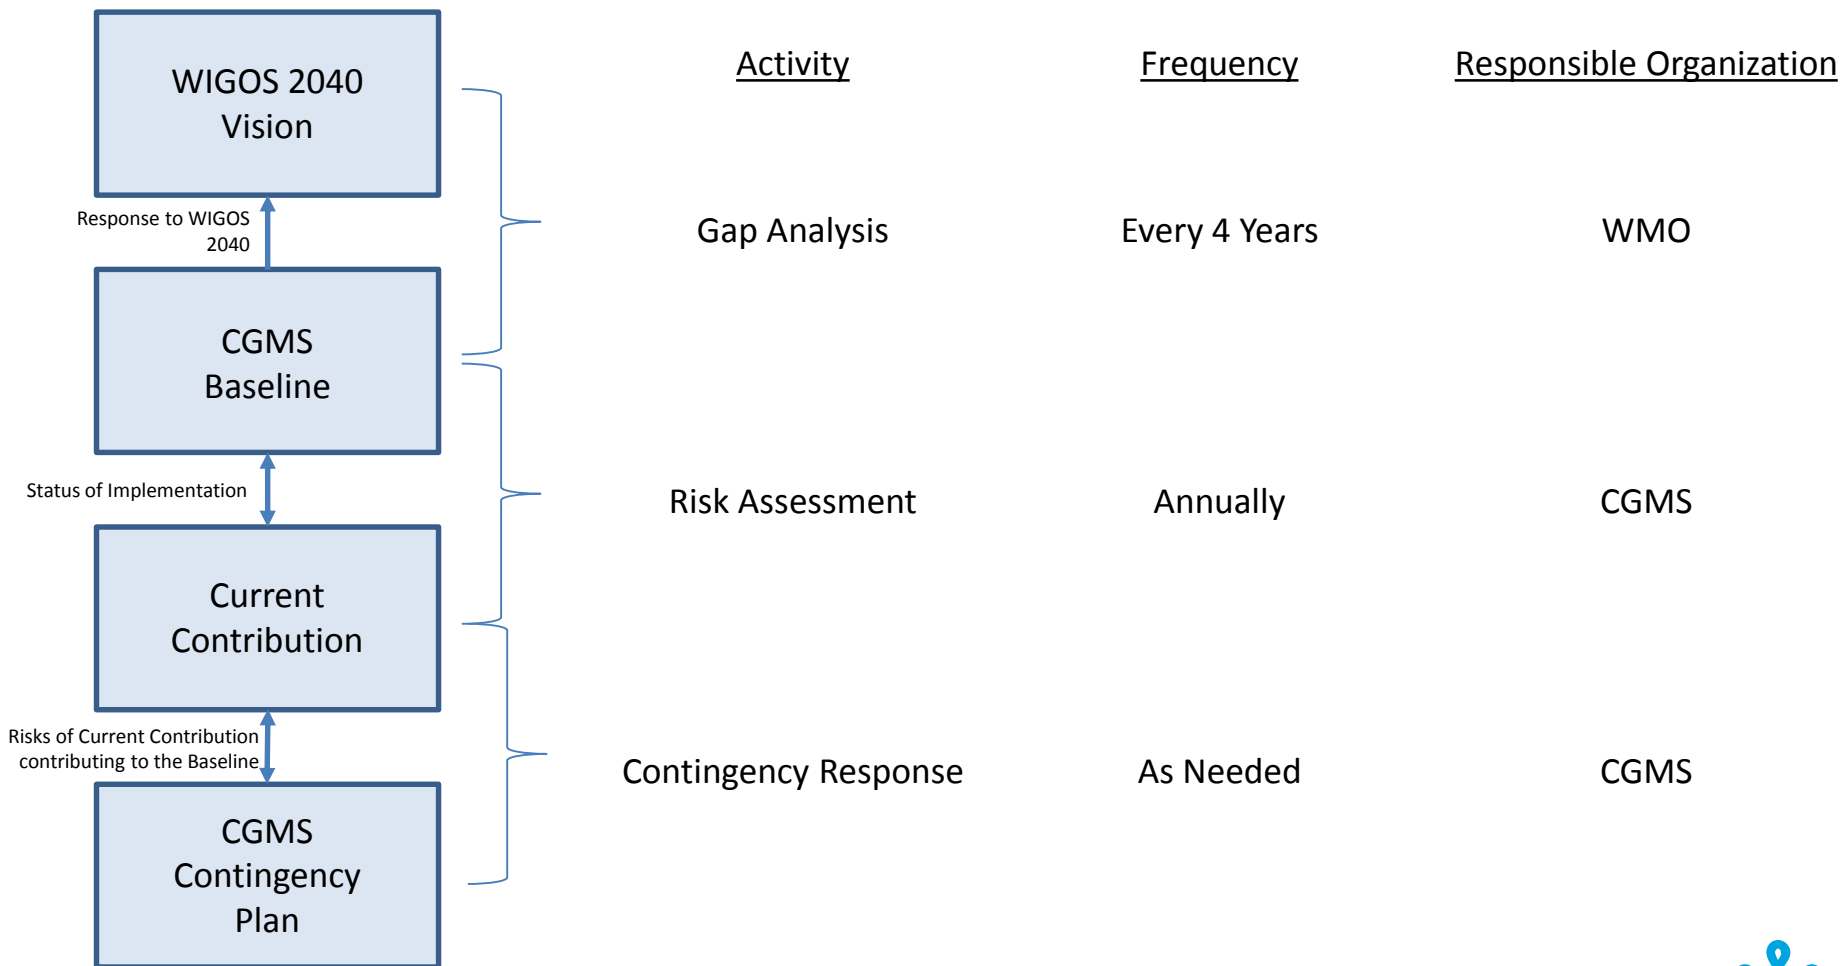 Activity
Frequency
Responsible Organization
WIGOS 2040
Vision
Response to WIGOS
2040
Gap Analysis
Every 4 Years
WMO
CGMS
Baseline
Status of Implementation
Risk Assessment
Annually
CGMS
Current
Contribution
Risks of Current Contribution
contributing to the Baseline
Contingency Response
As Needed
CGMS
CGMS
Contingency
Plan